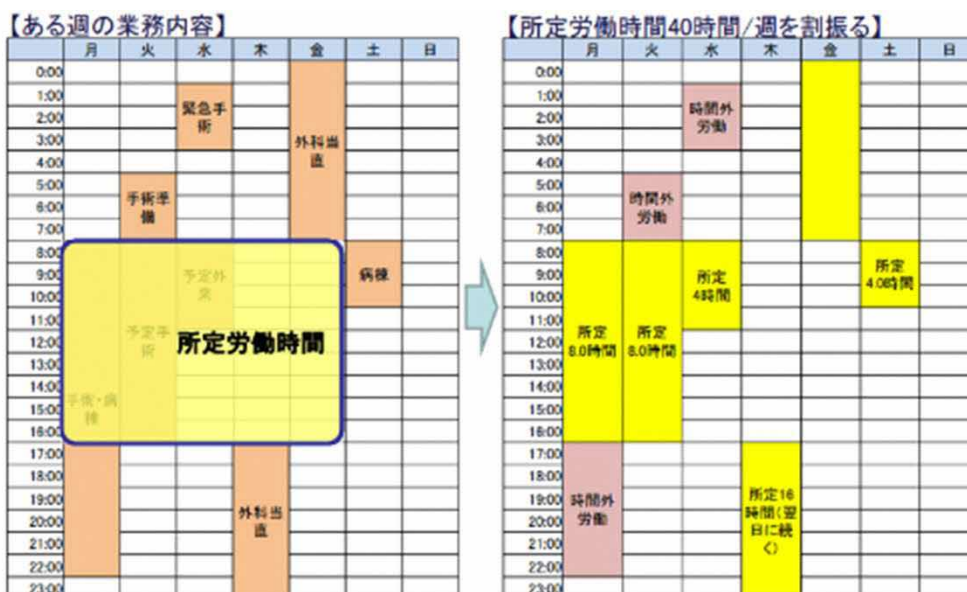 【ある週の業務内容】
月 火 水 木 金 土 日
0:00
1:00
2:00
3:00
4:00
5:00
6:00
7:00
8:00
9:00
10:00
11:00
12:00
13:00
14:00
15:00
16:00
17:00
18:00
19:00
20:00
21:00
22:00
23:00
緊急手
術
外科当
直
手術準
備
予定外
来
病棟
予定手
術
所定労働時間
手術・病
棟
外科当
直
【所定労働時間40時間/週を割振る】
月 火 水 木 金 土 日
0:00
1:00
2:00
3:00
4:00
5:00
6:00
7:00
8:00
9:00
10:00
11:00
12:00
13:00
14:00
15:00
16:00
17:00
18:00
19:00
20:00
21:00
22:00
23:00
時間外
労働
時間外
労働
所定
4時間
所定
4.0時間
所定
8.0時間
所定
8.0時間
時間外
労働
所定16
時間(翌
日に続
く)